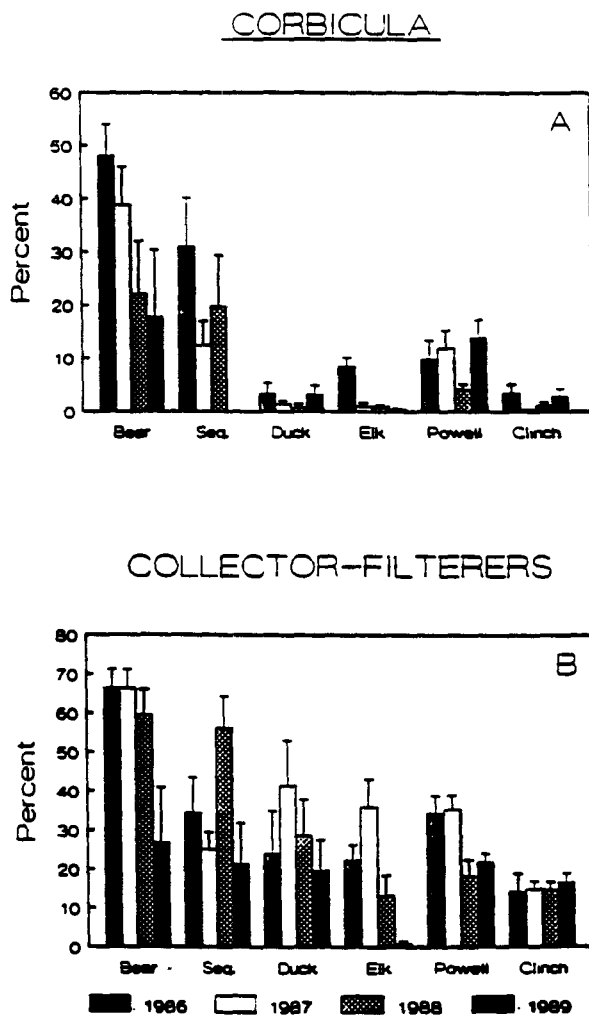 CORBICULA
60
50
40
30
20
10
0
Percent
A
Bear Seq. Duck Elk Powell Clinch
COLLECTOR-FILTERERS
80
70
60
50
40
30
20
10
0
Percent
B
Bear Seq. Duck Elk Powell Clinch
1986 1987 1988 1989